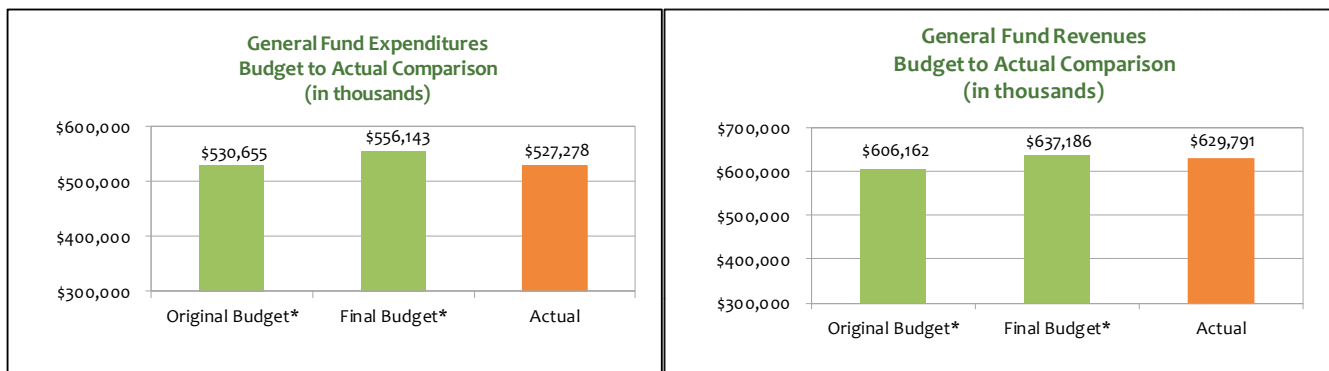 General Fund Expenditures
Budget to Actual Comparison
(in thousands)
$600,000
$500,000
$400,000
$300,000
$530,655
$556,143
$527,278
Original Budget*
Final Budget*
Actual
General Fund Revenues
Budget to Actual Comparison
(in thousands)
$700,000
$600,000
$500,000
$400,000
$300,000
$606,162
$637,186
$629,791
Original Budget*
Final Budget*
Actual